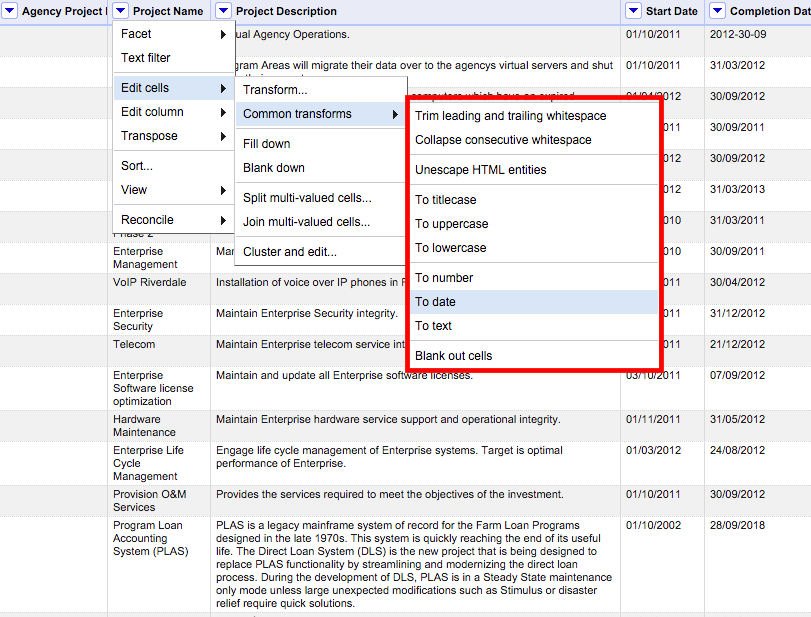 Agency Project
Project Name
Project Description
Start Date
Completion Dat
Facet
Text filter
Edit cells
Edit column
Transpose
Sort...
View
Reconcile
Transform...
Common transforms
Fill down
Blank down
Split multi-valued cells...
Join multi-valued cells...
Cluster and edit...
Trim leading and trailing whitespace
Collapse consecutive whitespace
Unescape HTML entities
To titlecase
To uppercase
To lowercase
To number
To date
To text
Blank out cells
ual Agency Operations.
01/10/2011
2012-30-09
gram Areas will migrate their data over to the agencys virtual servers and shut
01/10/2011
31/03/2012
computers which have an expired
01/04/2012
30/09/2012
011
30/09/2011
012
30/09/2012
012
31/03/2013
Phase 2
010
31/03/2011
Enterprise
Management
010
30/09/2011
VoIP Riverdale
Installation of voice over IP phones in
011
30/04/2012
Enterprise
Security
Maintain Enterprise Security integrity.
011
31/12/2012
Telecom
Maintain Enterprise telecom service int
011
21/12/2012
Enterprise
Software license
optimization
Maintain and update all Enterprise software licenses.
03/10/2011
07/09/2012
Hardware
Maintenance
Maintain Enterprise hardware service support and operational integrity.
01/11/2011
31/05/2012
Enterprise Life
Cycle
Management
Engage life cycle management of Enterprise systems. Target is optimal
performance of Enterprise.
01/03/2012
24/08/2012
Provision O&M
Services
Provides the services required to meet the objectives of the investment.
01/10/2011
30/09/2012
Program Loan
Accounting
System (PLAS)
PLAS is a legacy mainframe system of record for the Farm Loan Programs
designed in the late 1970s. This system is quickly reaching the end of its useful
life. The Direct Loan System (DLS) is the new project that is being designed to
replace PLAS functionality by streamlining and modernizing the direct loan
process. During the development of DLS, PLAS is in a Steady State maintenance
only mode unless large unexpected modifications such as Stimulus or disaster
relief require quick solutions.
01/10/2002
28/09/2018